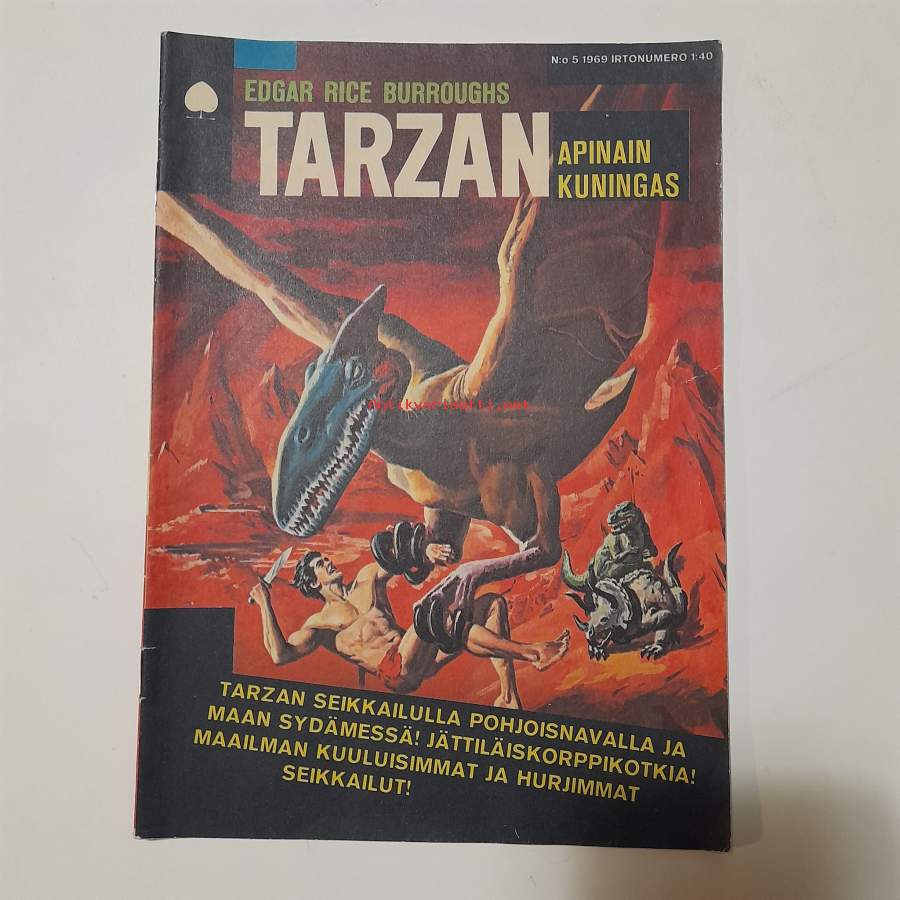 N:o 5 1969 IRTONUMERO 1:40
EDGAR RICE BURROUGHS
TARZAN
APINAIN
KUNINGAS
TARZAN SEIKKAILULLA POHJOISNAVALLA JA
MAAN SYDÄMESSÄ! JÄTTILÄISKORPPIKOTKIA!
MAAILMAN KUULUISIMMAT JA HURJIMMAT
SEIKKAILUT!